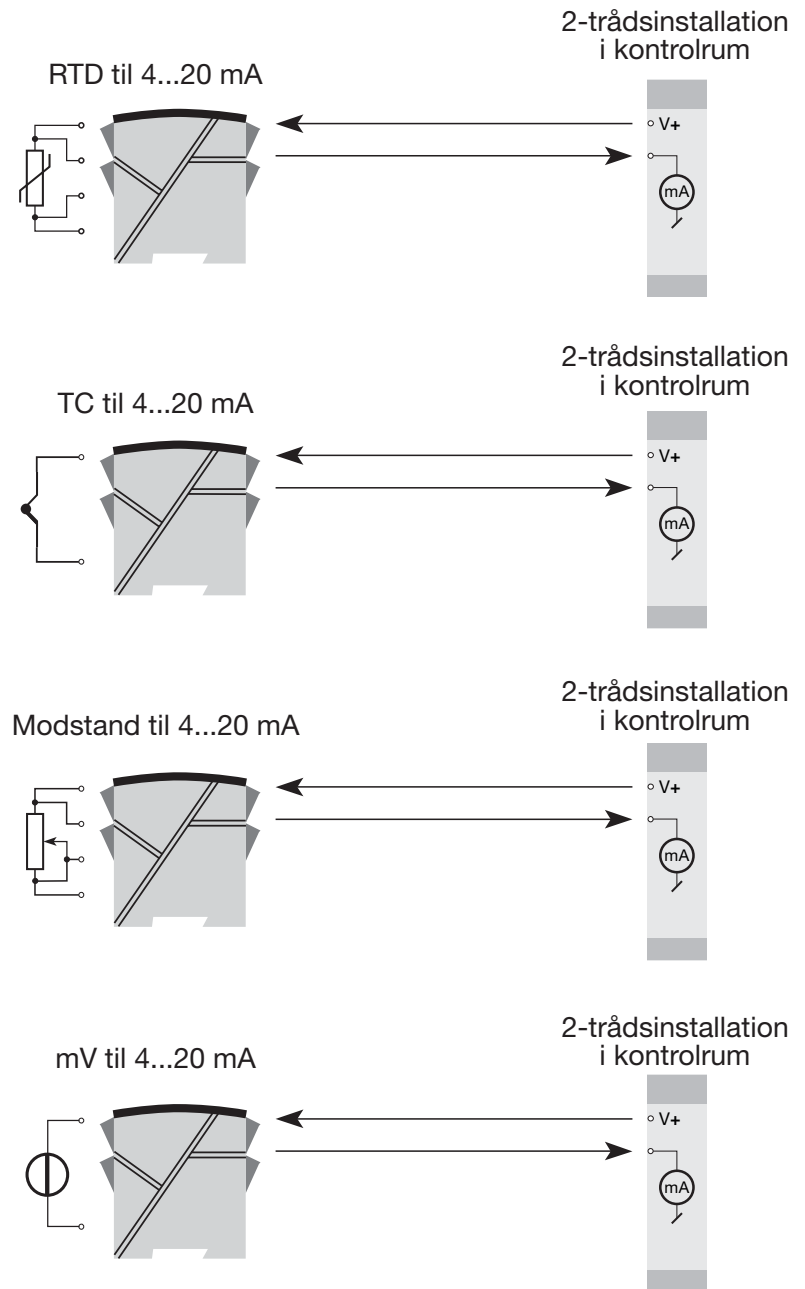 2-trådsinstallation
i kontrolrum
RTD til 4...20 mA
V+
mA
2-trådsinstallation
i kontrolrum
TC til 4...20 mA
V+
mA
2-trådsinstallation
i kontrolrum
Modstand til 4...20 mA
V+
mA
2-trådsinstallation
i kontrolrum
mV til 4...20 mA
V+
mA